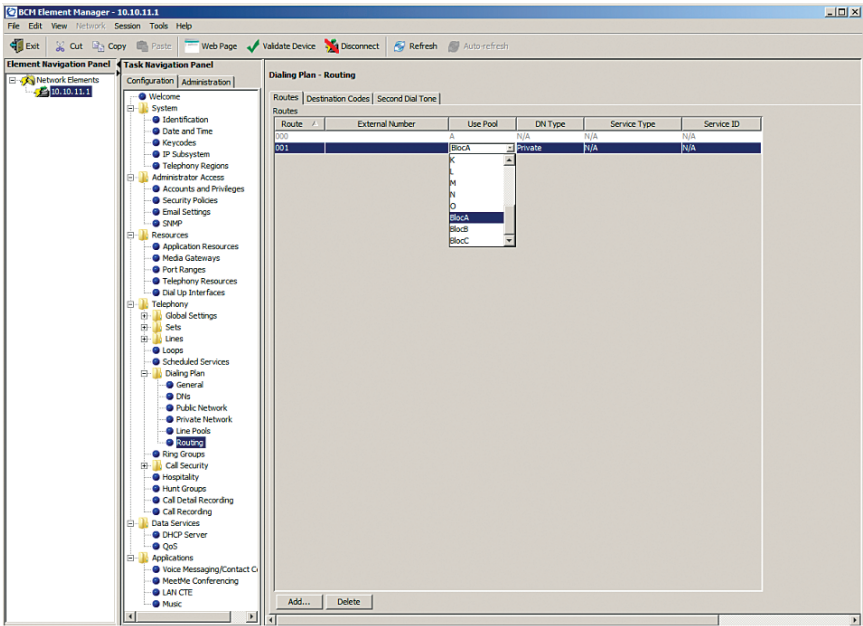 BCM Element Manager - 10.10.11.1
File Edit View Network Session Tools Help
Exit Cut Copy Paste Web Page Validate Device Disconnect Refresh Auto-refresh
Element Navigation Panel
Network Elements
10.10.11.1
Task Navigation Panel
Configuration Administration
Welcome
System
Identification
Date and Time
Keycodes
IP Subsystem
Telephony Regions
Administrator Access
Accounts and Privileges
Security Policies
Email Settings
SNMP
Resources
Application Resources
Media Gateways
Port Ranges
Telephony Resources
Dial Up Interfaces
Telephony
Global Settings
Sets
Lines
Loops
Scheduled Services
Dialing Plan
General
DNs
Public Network
Private Network
Line Pools
Routing
Ring Groups
Call Security
Hospitality
Hunt Groups
Call Detail Recording
Call Recording
Data Services
DHCP Server
QoS
Applications
Voice Messaging/Contact C
MeetMe Conferencing
LAN CTE
Music
Dialing Plan - Routing
Routes Destination Codes Second Dial Tone
Routes
Route External Number Use Pool DN Type Service Type Service ID
000 A N/A N/A N/A
001 BlocA Private N/A N/A
K
L
M
N
O
BlocA
BlocB
BlocC
Add... Delete